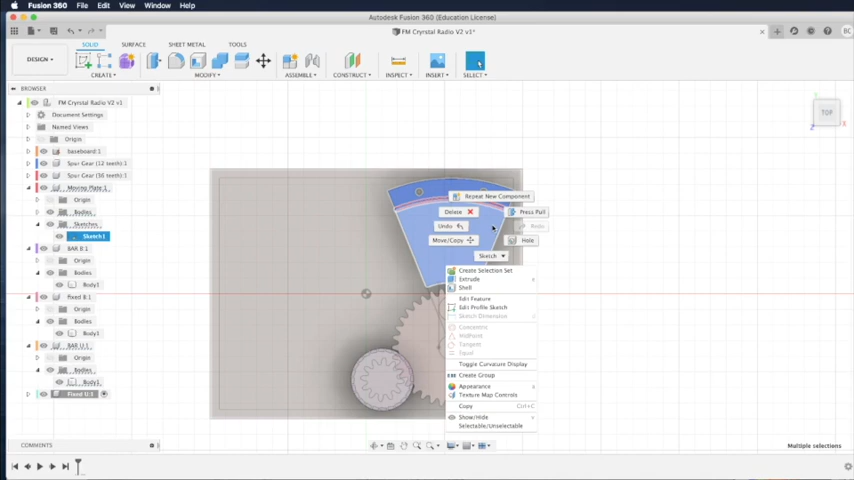 Fusion 360 File Edit View Window Help
Autodesk Fusion 360 (Education License)
FM Cryrstal Radio V2 v1*
BC
SOLID SURFACE SHEET METAL TOOLS
DESIGN ▾
CREATE ▾ MODIFY ▾ ASSEMBLE ▾ CONSTRUCT ▾ INSPECT ▾ INSERT ▾ SELECT ▾
BROWSER
FM Cryrstal Radio V2 v1
Document Settings
Named Views
Origin
baseboard:1
Spur Gear (12 teeth):1
Spur Gear (36 teeth):1
Moving Plate:1
Origin
Bodies
Sketches
Sketch1
BAR B:1
Origin
Bodies
Body1
fixed B:1
Origin
Bodies
Body1
BAR U:1
Origin
Bodies
Body1
Fixed U:1
TOP
X
Z
Repeat New Component
Delete
Press Pull
Undo
Redo
Move/Copy
Hole
Sketch ▾
Create Selection Set
Extrude
Shell
Edit Feature
Edit Profile Sketch
Sketch Dimension
Concentric
MidPoint
Tangent
Equal
Toggle Curvature Display
Create Group
Appearance
Texture Map Controls
Copy Ctrl+C
Show/Hide
Selectable/Unselectable
COMMENTS
Multiple selections